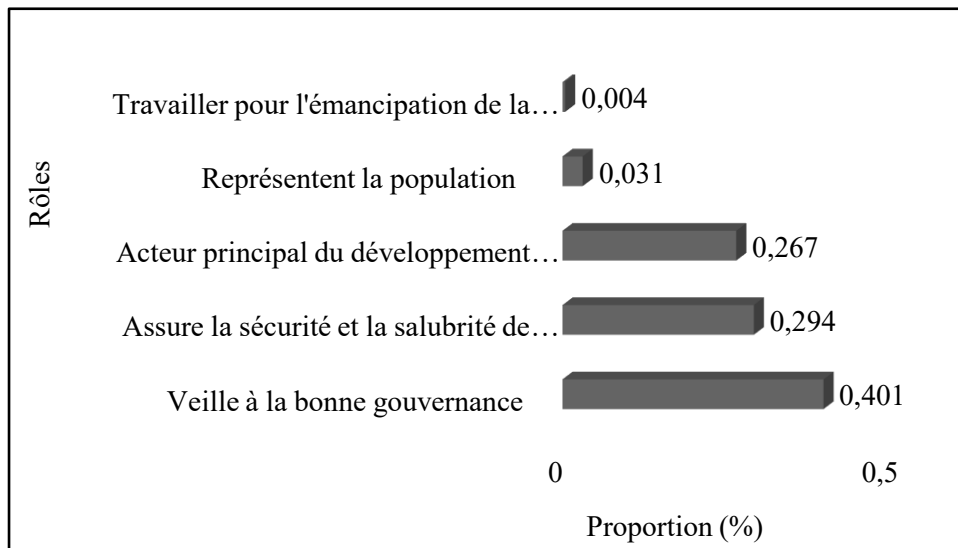 Rôles
Travailler pour l'émancipation de la…
0,004
Représentent la population
0,031
Acteur principal du développement…
0,267
Assure la sécurité et la salubrité de…
0,294
Veille à la bonne gouvernance
0,401
0
0,5
Proportion (%)